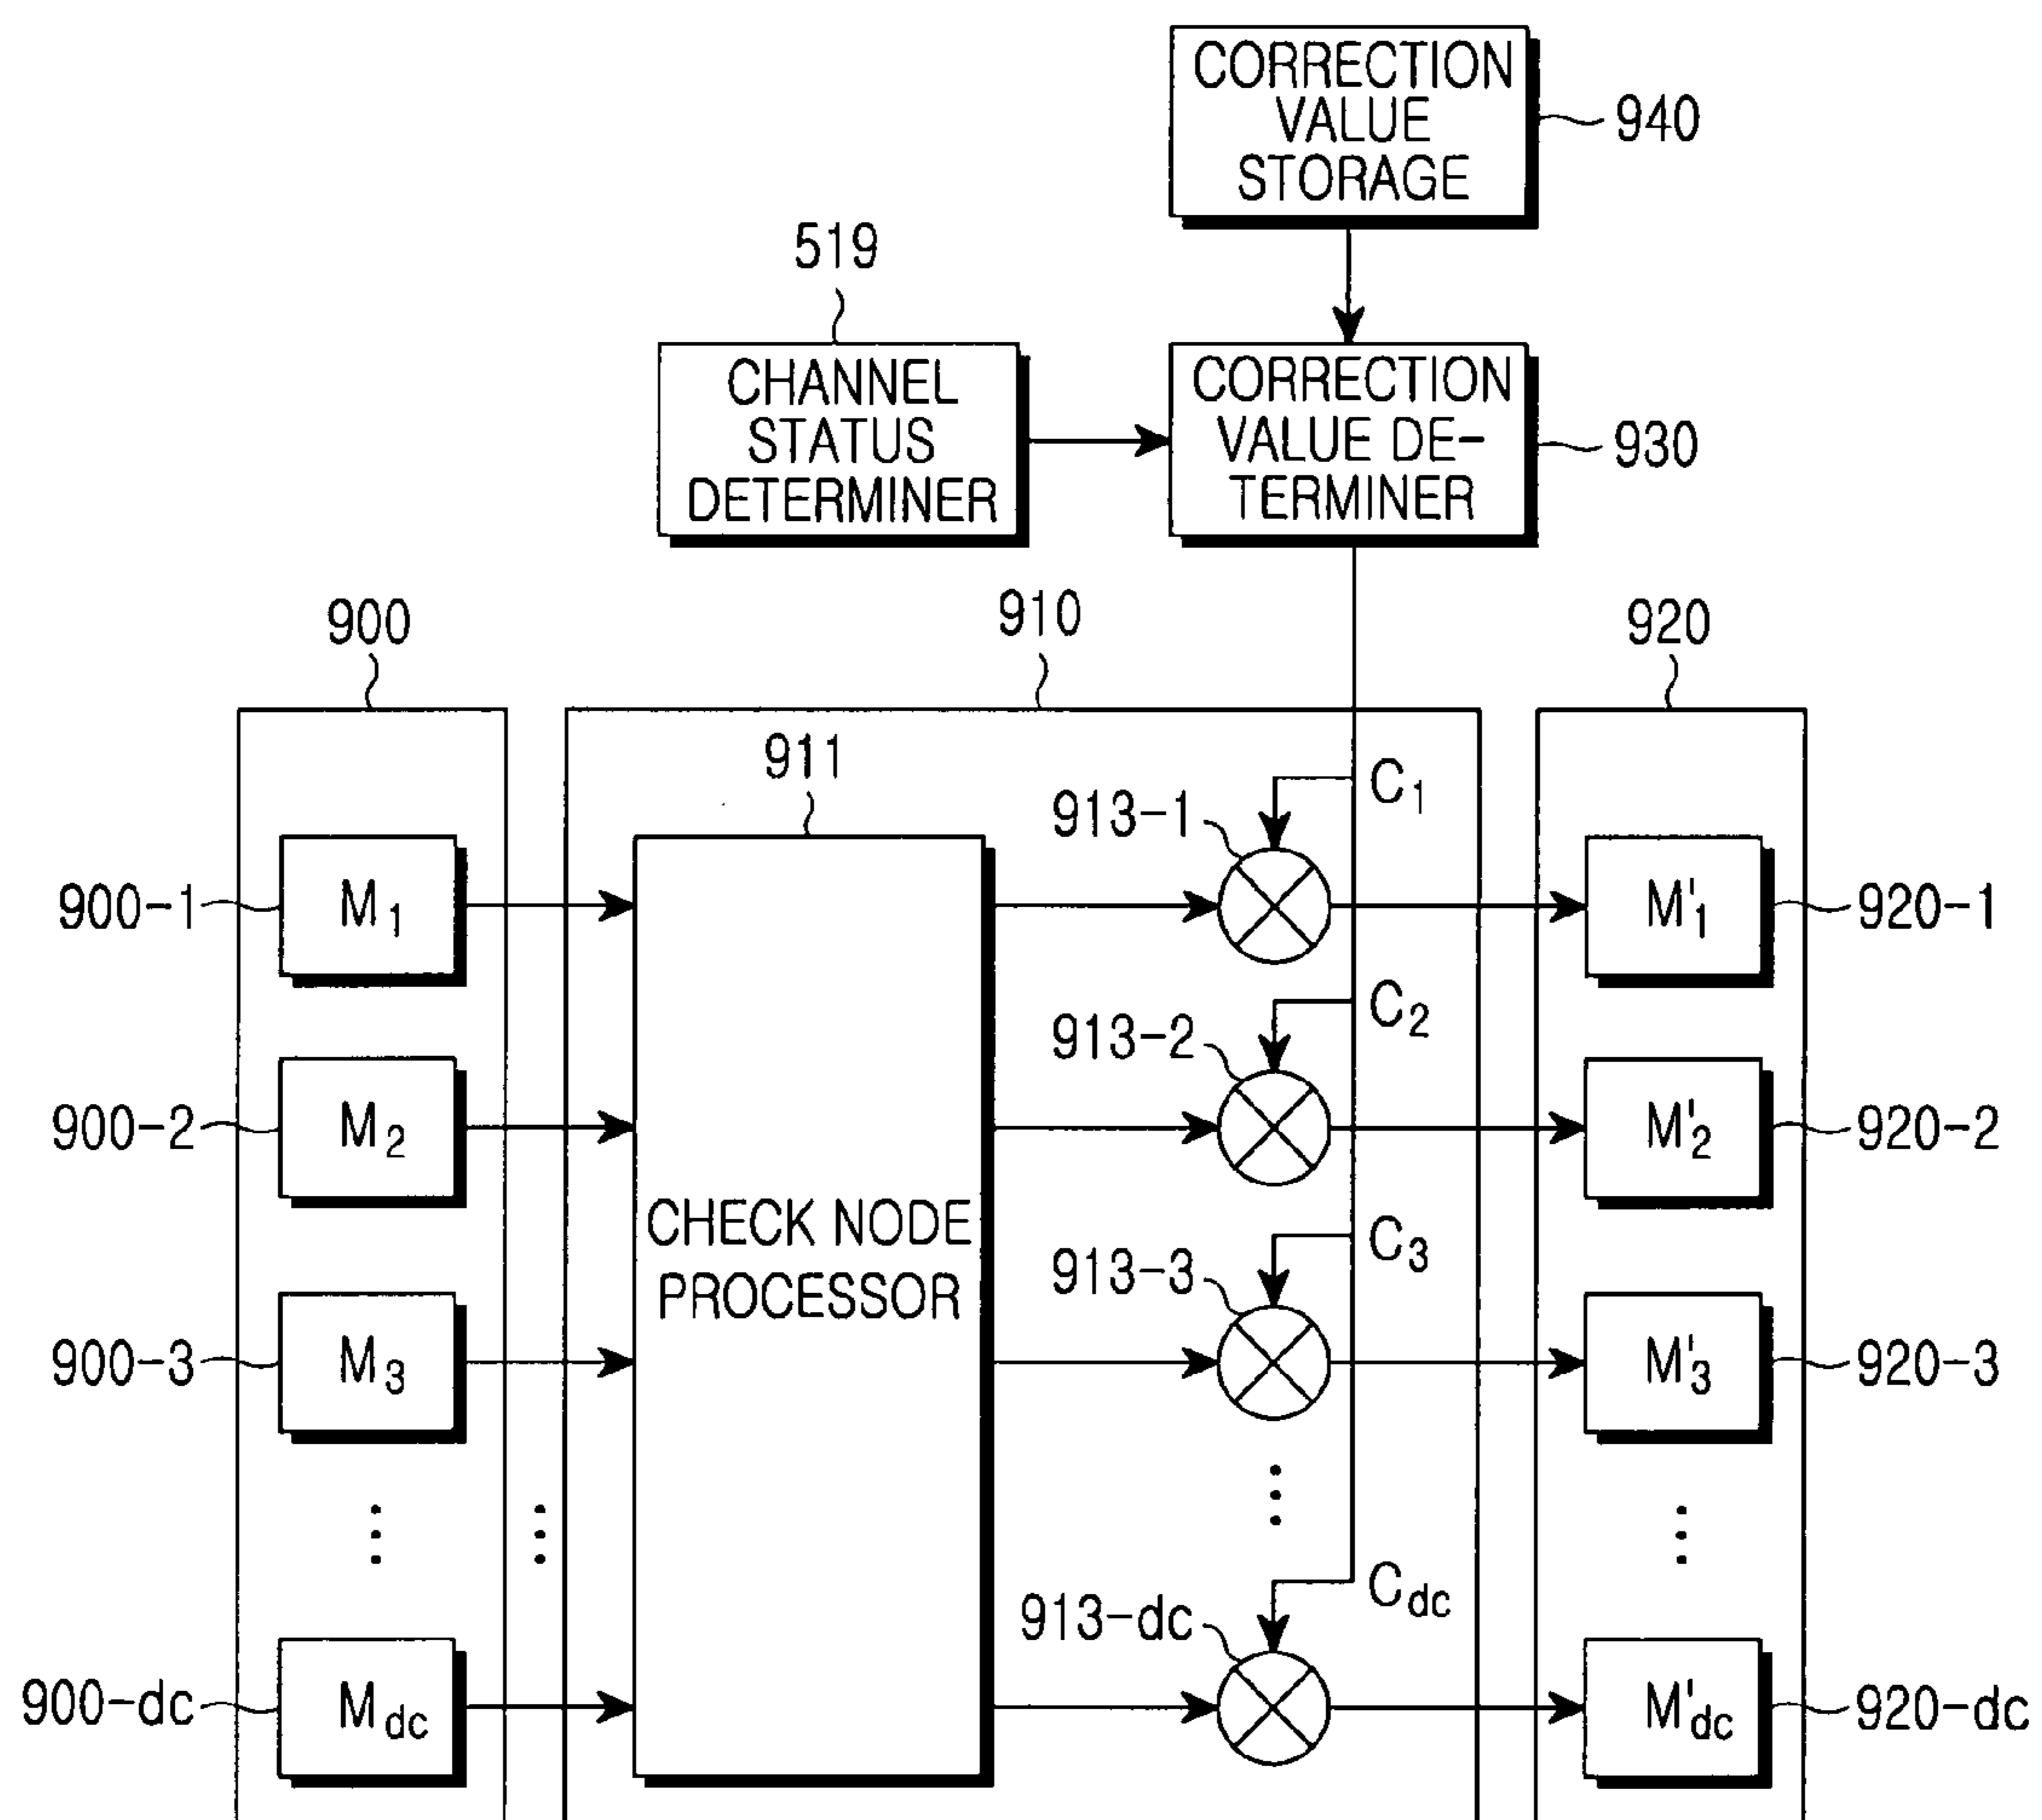 CORRECTION
VALUE
STORAGE
940
519
CHANNEL
STATUS
DETERMINER
CORRECTION
VALUE DE-
TERMINER
930
900
910
920
911
C1
913-1
900-1
M1
M'1
920-1
C2
913-2
900-2
M2
M'2
920-2
CHECK NODE
PROCESSOR
C3
913-3
900-3
M3
M'3
920-3
Cdc
913-dc
900-dc
Mdc
M'dc
920-dc